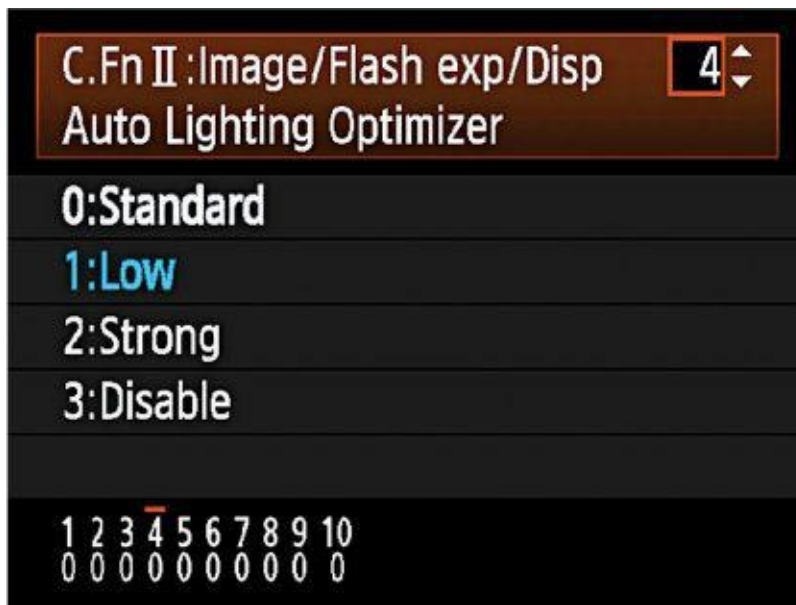 C.Fn Ⅱ:Image/Flash exp/Disp 4
Auto Lighting Optimizer
0:Standard
1:Low
2:Strong
3:Disable
1 2 3 4 5 6 7 8 9 10
0 0 0 0 0 0 0 0 0 0